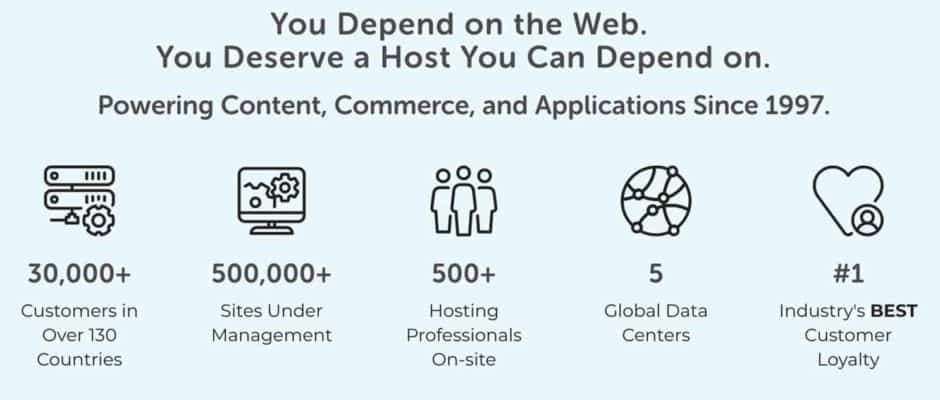 You Depend on the Web.
You Deserve a Host You Can Depend on.
Powering Content, Commerce, and Applications Since 1997.
30,000+
Customers in
Over 130
Countries
500,000+
Sites Under
Management
500+
Hosting
Professionals
On-site
5
Global Data
Centers
#1
Industry's BEST
Customer
Loyalty